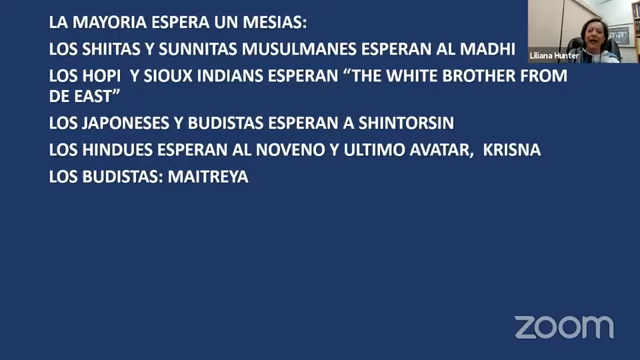 LA MAYORIA ESPERA UN MESIAS:
LOS SHIITAS Y SUNNITAS MUSULMANES ESPERAN AL MADHI
LOS HOPI Y SIOUX INDIANS ESPERAN “THE WHITE BROTHER FROM
DE EAST”
LOS JAPONESES Y BUDISTAS ESPERAN A SHINTORSIN
LOS HINDUES ESPERAN AL NOVENO Y ULTIMO AVATAR, KRISNA
LOS BUDISTAS: MAITREYA
Liliana Hunter
zoom